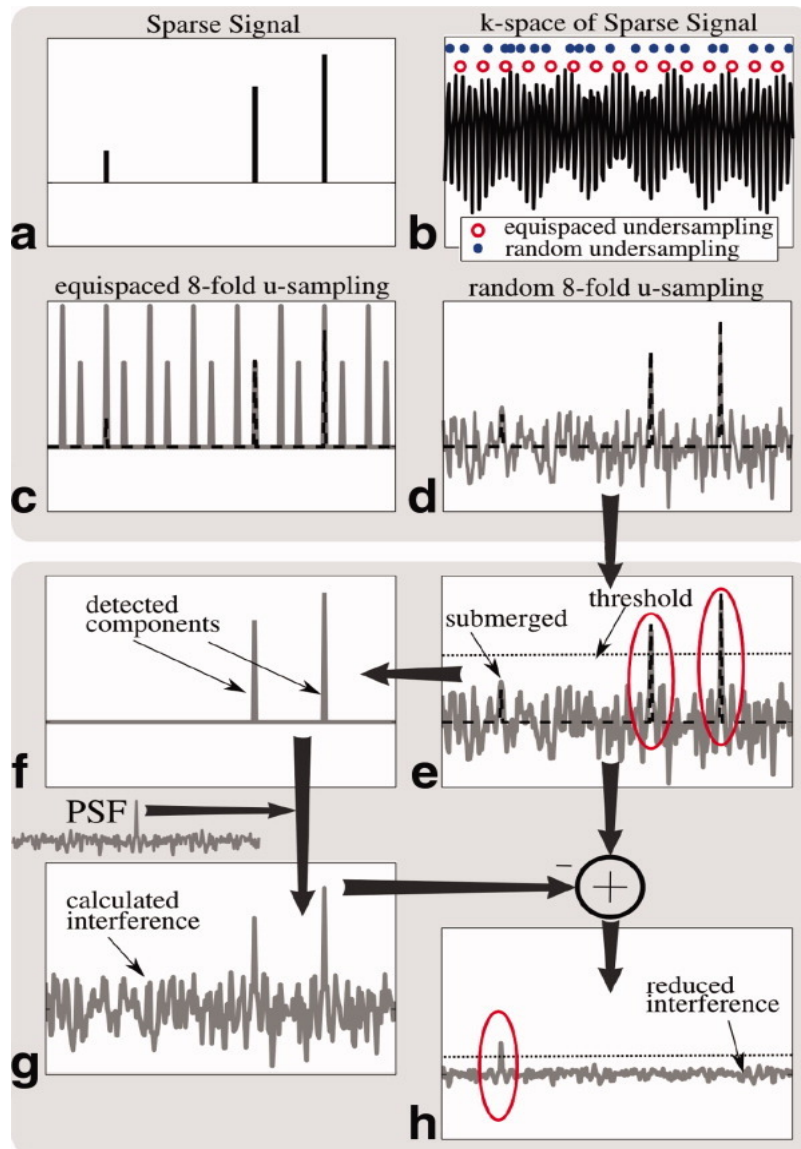 Sparse Signal
k-space of Sparse Signal
a
b
equispaced undersampling
random undersampling
equispaced 8-fold u-sampling
random 8-fold u-sampling
c
d
detected
components
submerged
threshold
f
e
PSF
calculated
interference
–
+
reduced
interference
g
h